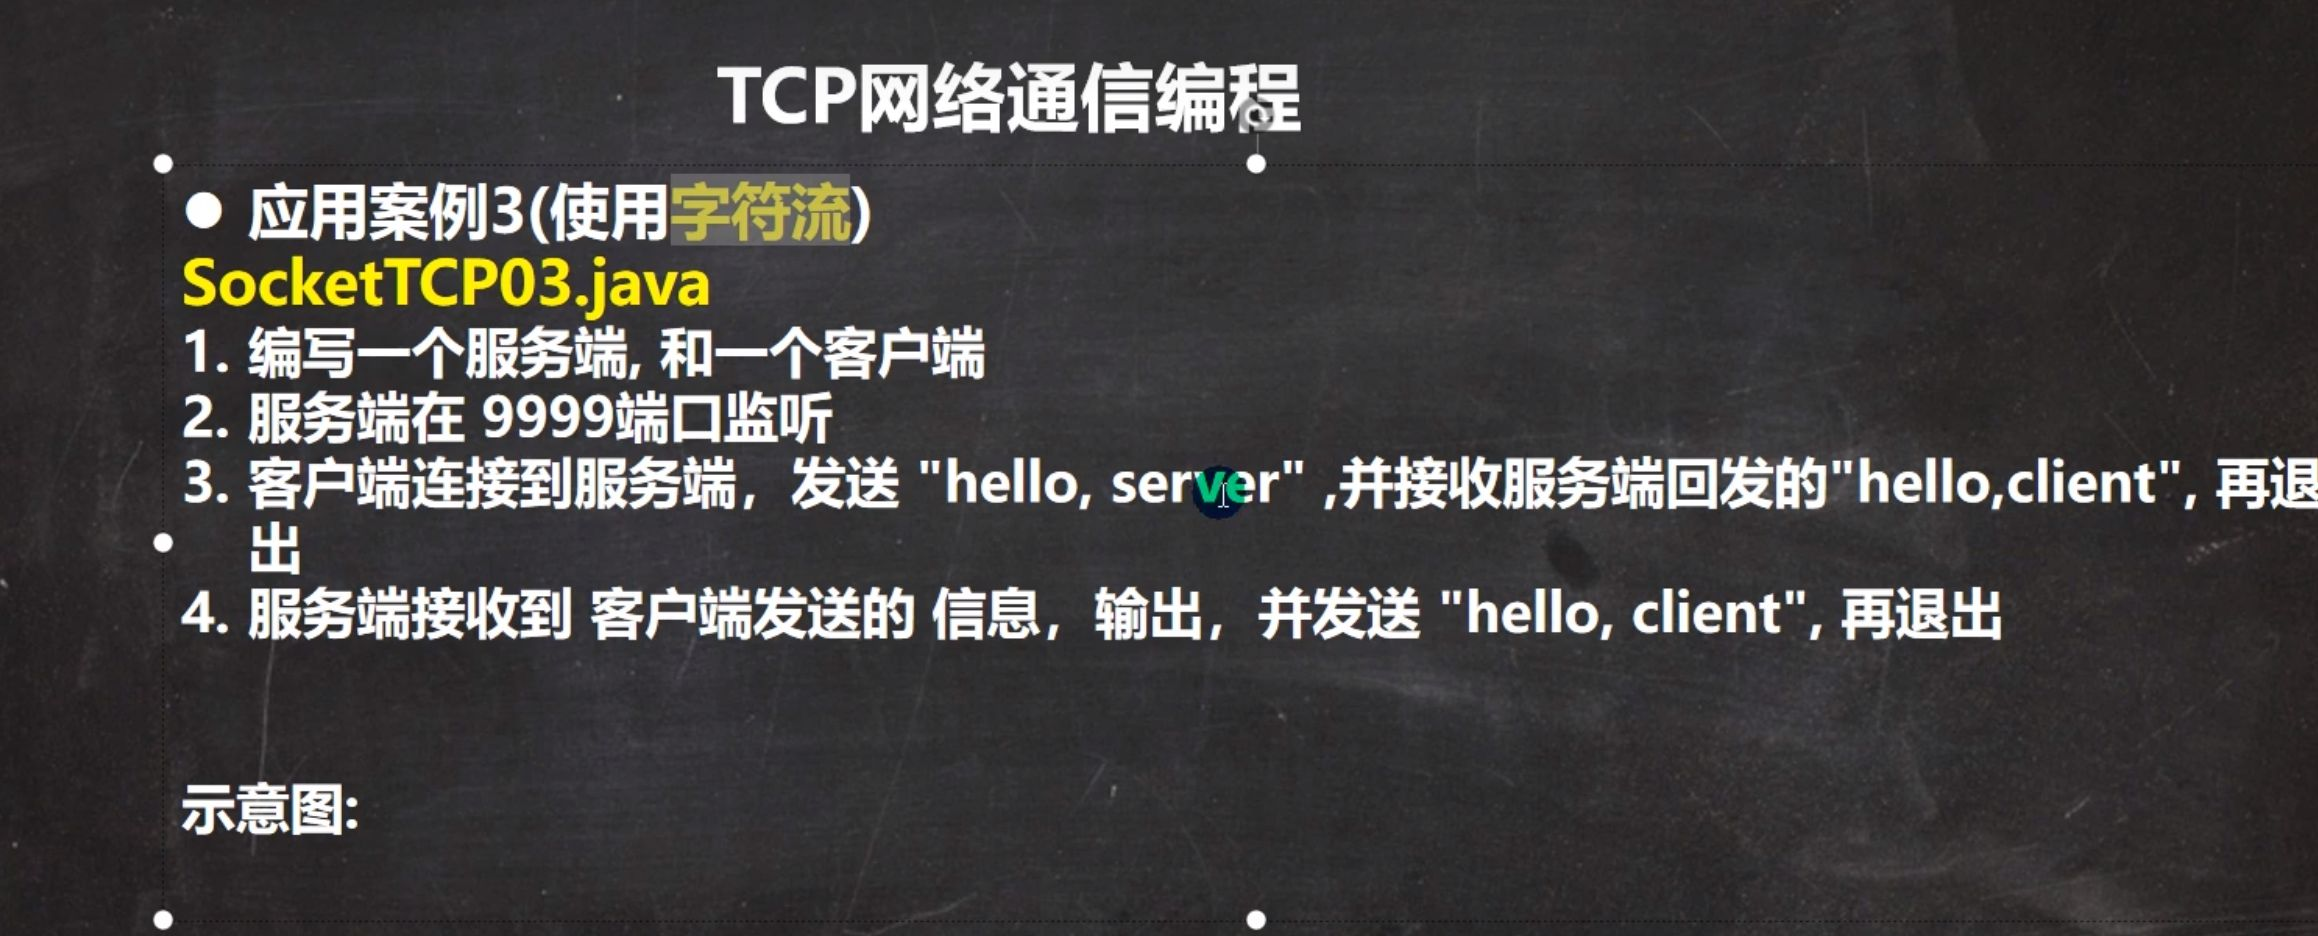 TCP网络通信编程
● 应用案例3(使用字符流)
SocketTCP03.java
1. 编写一个服务端, 和一个客户端
2. 服务端在 9999端口监听
3. 客户端连接到服务端，发送 "hello, server" ,并接收服务端回发的"hello,client", 再退
出
4. 服务端接收到 客户端发送的 信息，输出，并发送 "hello, client", 再退出
示意图: